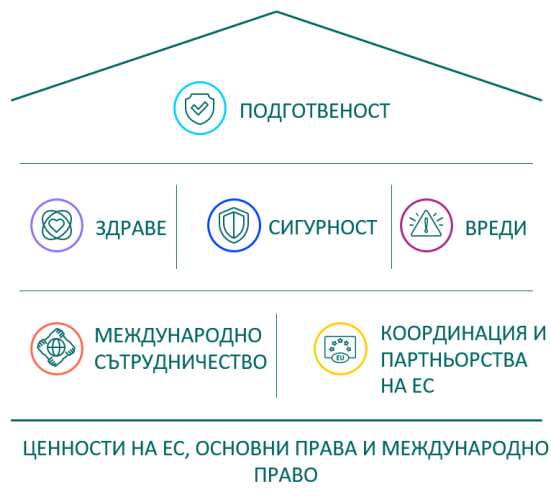 ПОДГОТВЕНОСТ
ЗДРАВЕ
СИГУРНОСТ
ВРЕДИ
МЕЖДУНАРОДНО
СЪТРУДНИЧЕСТВО
EU
КООРДИНАЦИЯ И
ПАРТНЬОРСТВА
НА ЕС
ЦЕННОСТИ НА ЕС, ОСНОВНИ ПРАВА И МЕЖДУНАРОДНО
ПРАВО